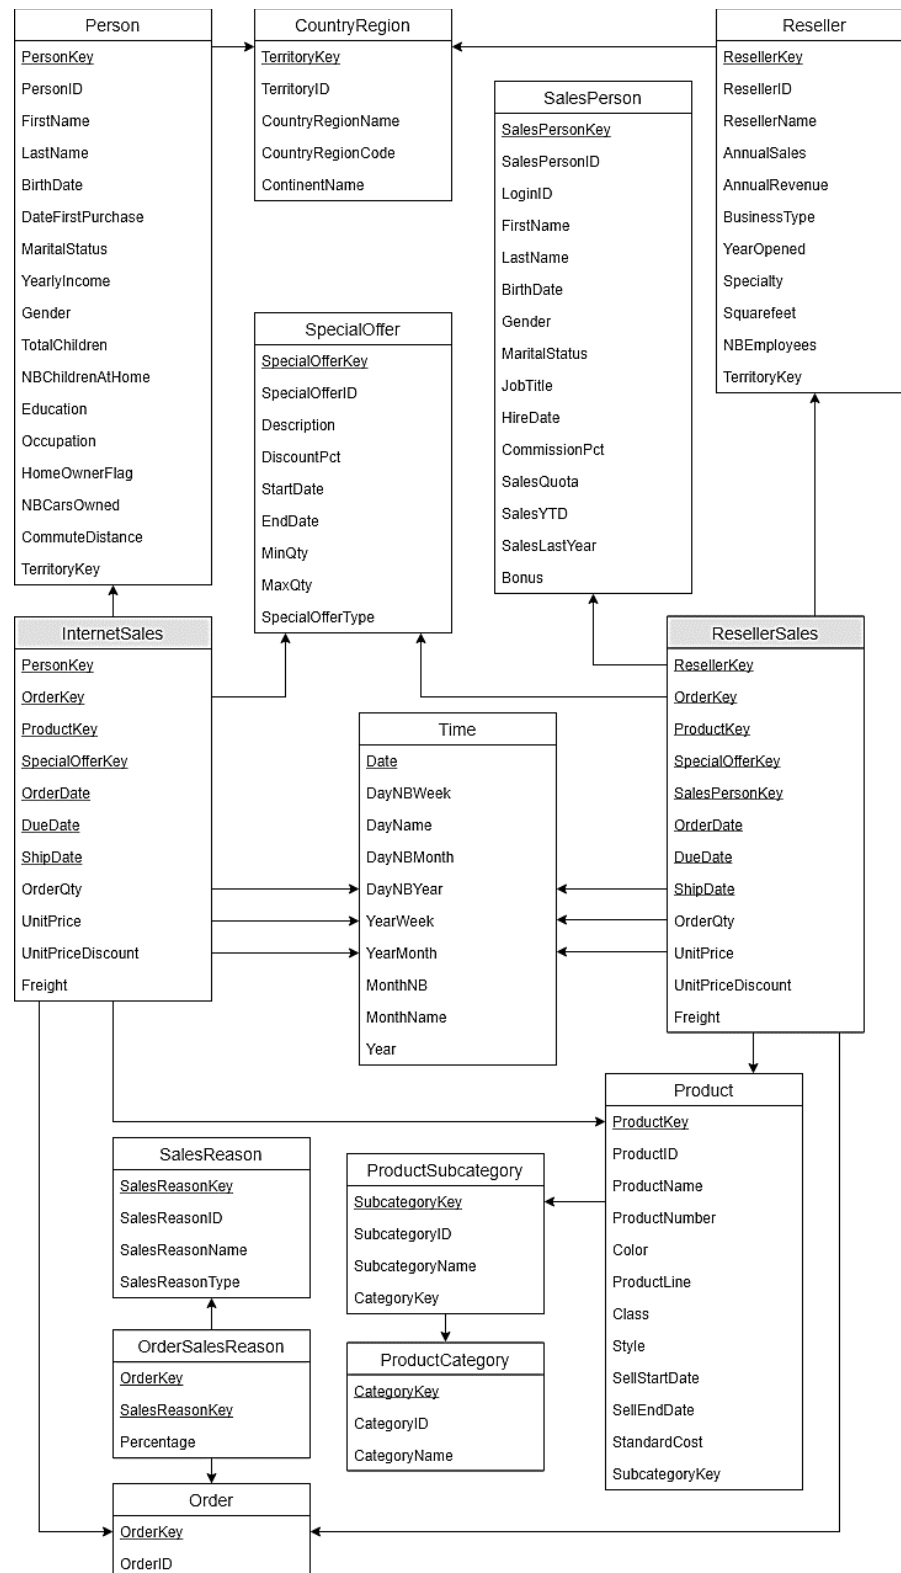 Person
PersonKey
PersonID
FirstName
LastName
BirthDate
DateFirstPurchase
MaritalStatus
YearlyIncome
Gender
TotalChildren
NBChildrenAtHome
Education
Occupation
HomeOwnerFlag
NBCarsOwned
CommuteDistance
TerritoryKey
CountryRegion
TerritoryKey
TerritoryID
CountryRegionName
CountryRegionCode
ContinentName
Reseller
ResellerKey
ResellerID
ResellerName
AnnualSales
AnnualRevenue
BusinessType
YearOpened
Specialty
Squarefeet
NBEmployees
TerritoryKey
SalesPerson
SalesPersonKey
SalesPersonID
LoginID
FirstName
LastName
BirthDate
Gender
MaritalStatus
JobTitle
HireDate
CommissionPct
SalesQuota
SalesYTD
SalesLastYear
Bonus
SpecialOffer
SpecialOfferKey
SpecialOfferID
Description
DiscountPct
StartDate
EndDate
MinQty
MaxQty
SpecialOfferType
InternetSales
PersonKey
OrderKey
ProductKey
SpecialOfferKey
OrderDate
DueDate
ShipDate
OrderQty
UnitPrice
UnitPriceDiscount
Freight
ResellerSales
ResellerKey
OrderKey
ProductKey
SpecialOfferKey
SalesPersonKey
OrderDate
DueDate
ShipDate
OrderQty
UnitPrice
UnitPriceDiscount
Freight
Time
Date
DayNBWeek
DayName
DayNBMonth
DayNBYear
YearWeek
YearMonth
MonthNB
MonthName
Year
Product
ProductKey
ProductID
ProductName
ProductNumber
Color
ProductLine
Class
Style
SellStartDate
SellEndDate
StandardCost
SubcategoryKey
SalesReason
SalesReasonKey
SalesReasonID
SalesReasonName
SalesReasonType
ProductSubcategory
SubcategoryKey
SubcategoryID
SubcategoryName
CategoryKey
OrderSalesReason
OrderKey
SalesReasonKey
Percentage
ProductCategory
CategoryKey
CategoryID
CategoryName
Order
OrderKey
OrderID